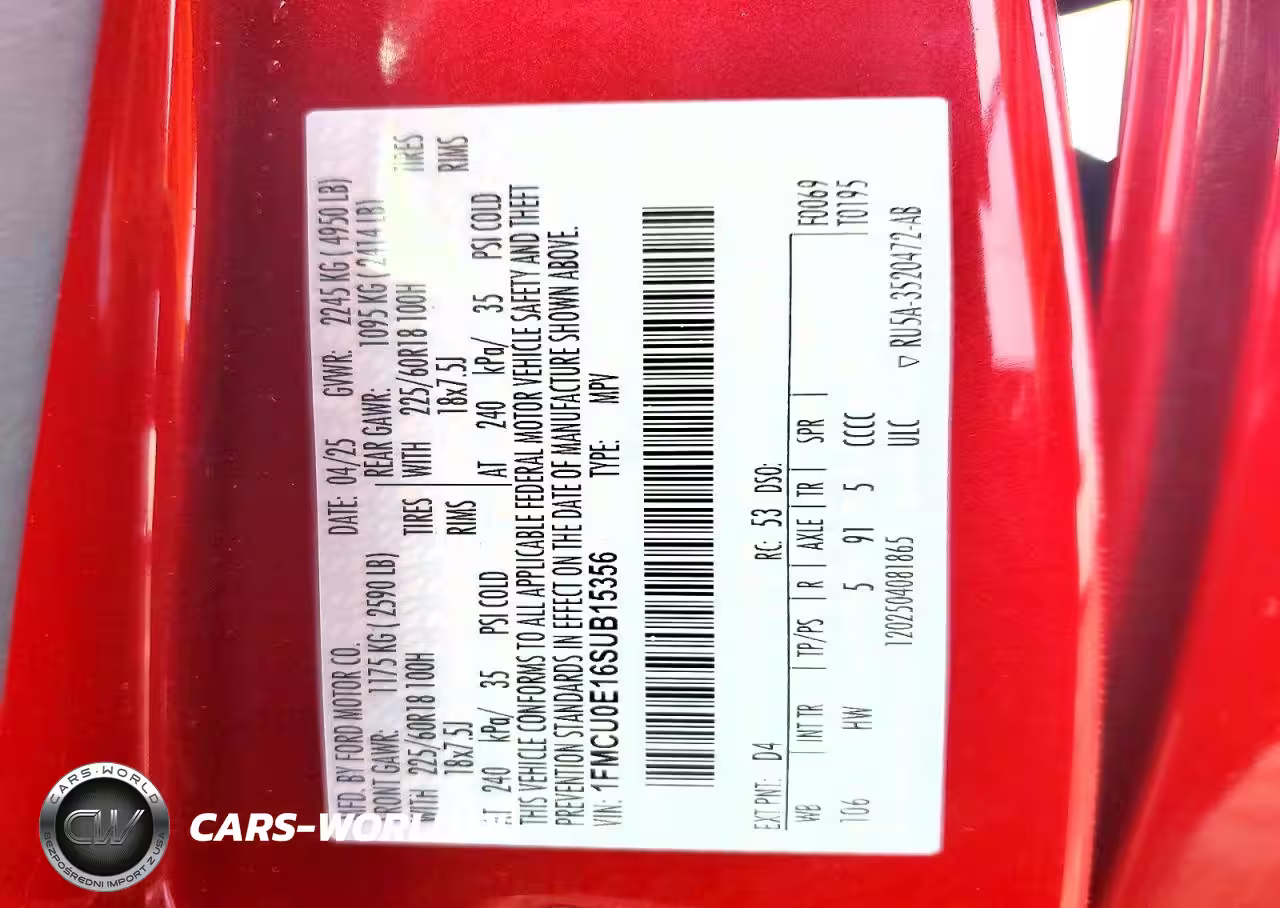 MFD. BY FORD MOTOR CO. DATE: 04/25 GVWR: 2245 KG ( 4950 LB)
FRONT GAWR: 1175 KG ( 2590 LB) REAR GAWR: 1095 KG ( 2414 LB)
WITH 225/60R18 100H TIRES WITH 225/60R18 100H TIRES
18x7.5J RIMS 18x7.5J RIMS
AT 240 kPa/ 35 PSI COLD AT 240 kPa/ 35 PSI COLD
THIS VEHICLE CONFORMS TO ALL APPLICABLE FEDERAL MOTOR VEHICLE SAFETY AND THEFT
PREVENTION STANDARDS IN EFFECT ON THE DATE OF MANUFACTURE SHOWN ABOVE.
VIN: 1FMCU0E16SUB15356 TYPE: MPV
EXT PNT: D4 RC: 53 DSO:
WB INT TR TP/PS R AXLE TR SPR F0069
106 HW 5 91 5 CCCC T0195
ULC
1202504081865 RU5A-3520472-AB
CARS-WORLD
CW
BEZPOŚREDNI IMPORT Z USA
CARS-WORLD